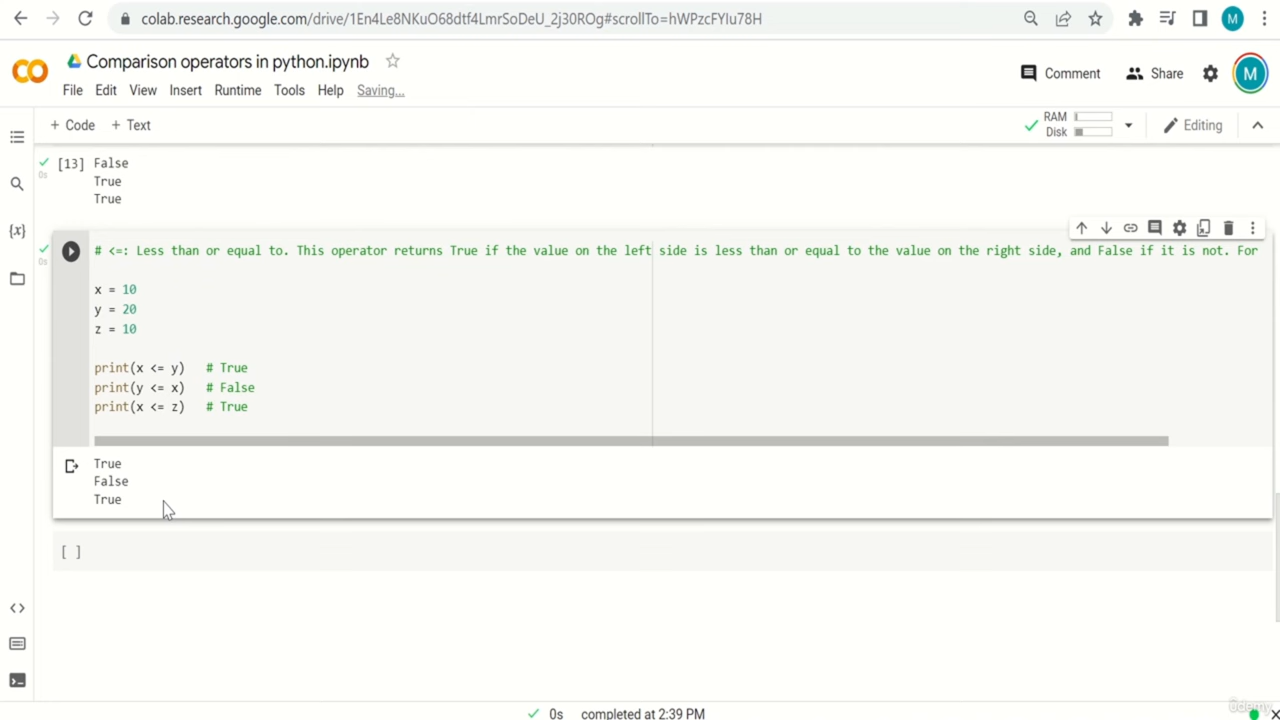 colab.research.google.com/drive/1En4Le8NKuO68dtf4LmrSoDeU_2j30ROg#scrollTo=hWPzcFYIu78H
M
CO
Comparison operators in python.ipynb
File Edit View Insert Runtime Tools Help Saving...
Comment
Share
M
+ Code + Text
RAM
Disk
Editing
[13] False
0s
True
True
# <=: Less than or equal to. This operator returns True if the value on the left side is less than or equal to the value on the right side, and False if it is not. For
0s
x = 10
y = 20
z = 10
print(x <= y) # True
print(y <= x) # False
print(x <= z) # True
True
False
True
[ ]
{x}
0s completed at 2:39 PM
udemy